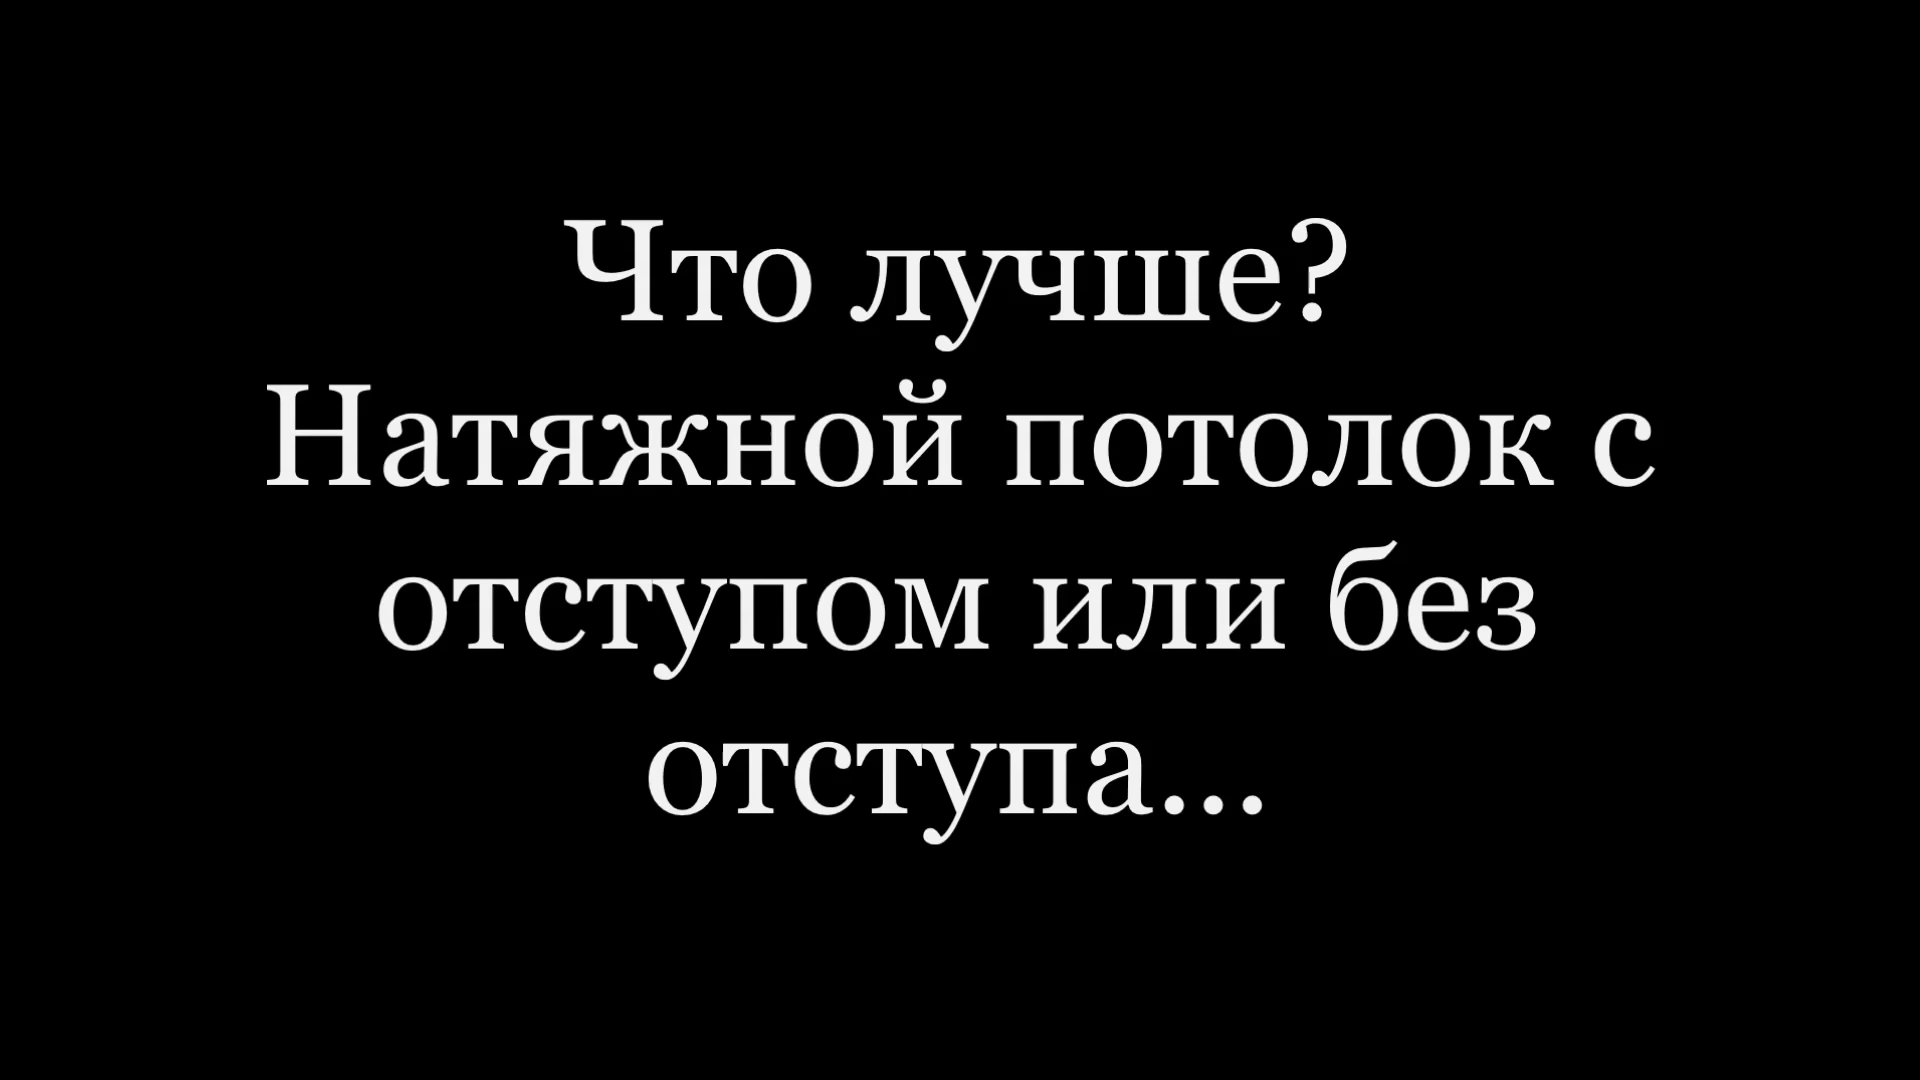 Что лучше?
Натяжной потолок с
отступом или без
отступа...